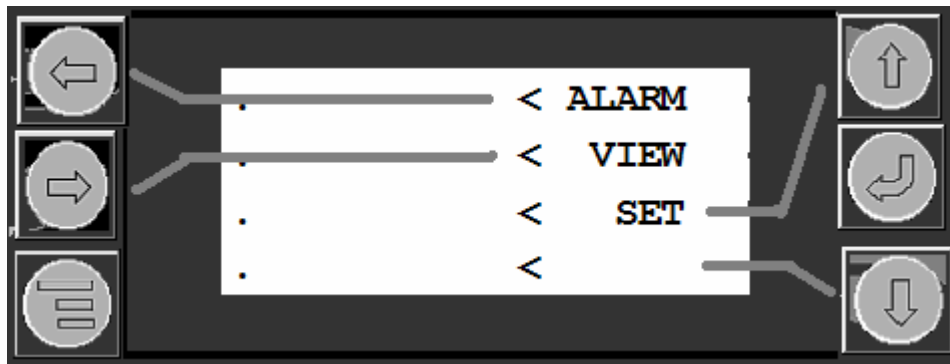 . < ALARM
. < VIEW
. < SET
. <